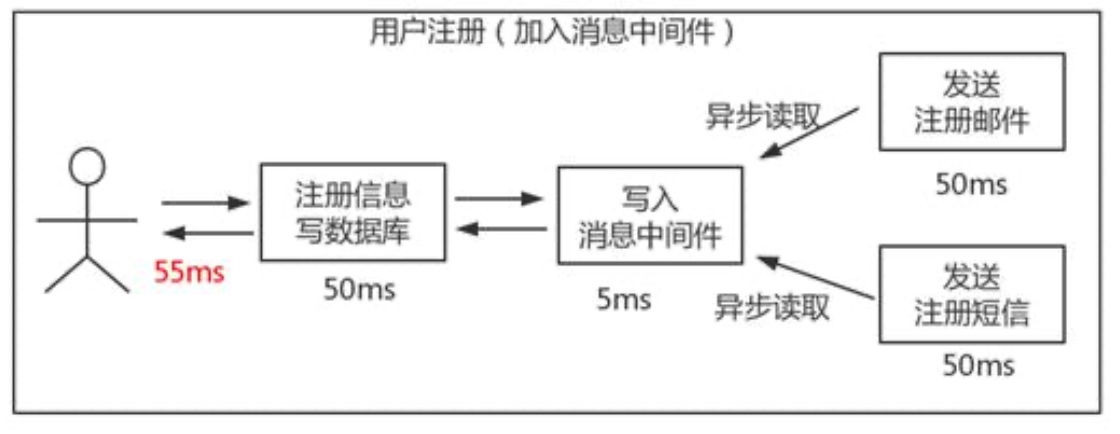 用户注册（加入消息中间件）
发送
注册邮件
50ms
异步读取
注册信息
写数据库
50ms
写入
消息中间件
5ms
55ms
异步读取
发送
注册短信
50ms